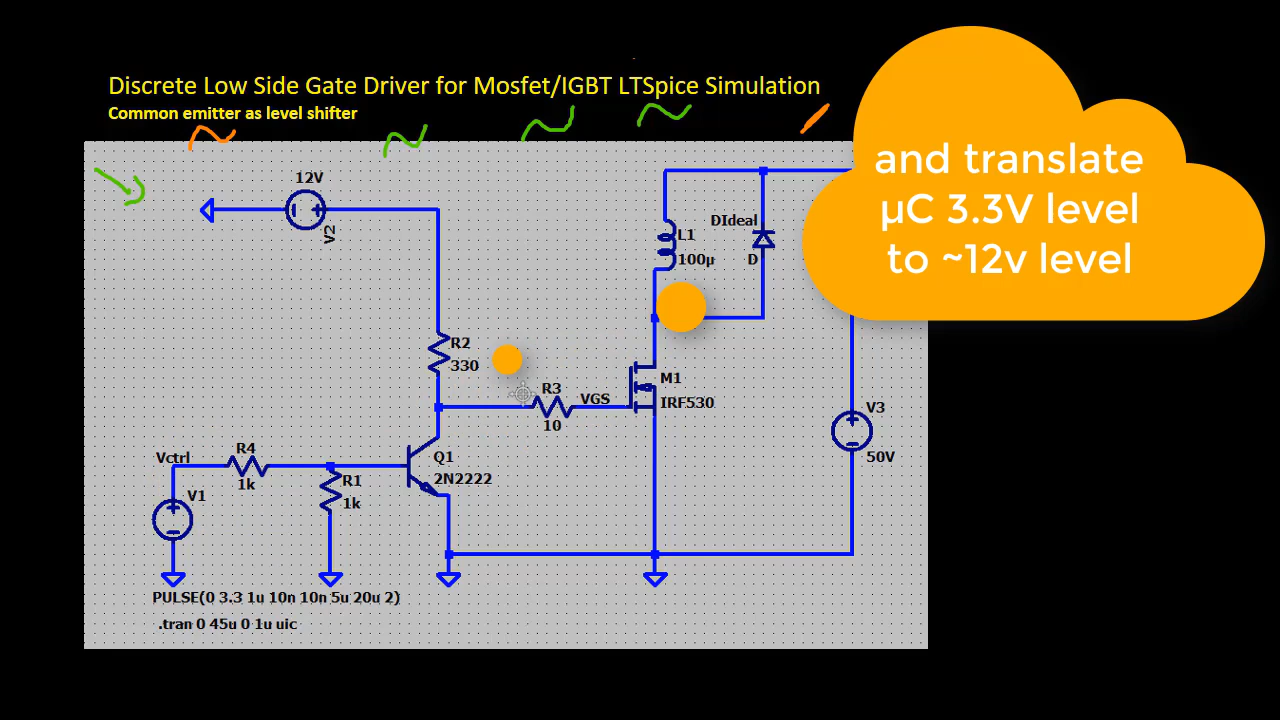 Discrete Low Side Gate Driver for Mosfet/IGBT LTSpice Simulation
Common emitter as level shifter
and translate
µC 3.3V level
to ~12v level
12V
V2
DIdeal
L1
100µ
D
R2
330
R3
VGS
10
M1
IRF530
V3
50V
Vctrl
R4
1k
Q1
2N2222
R1
1k
V1
PULSE(0 3.3 1u 10n 10n 5u 20u 2)
.tran 0 45u 0 1u uic